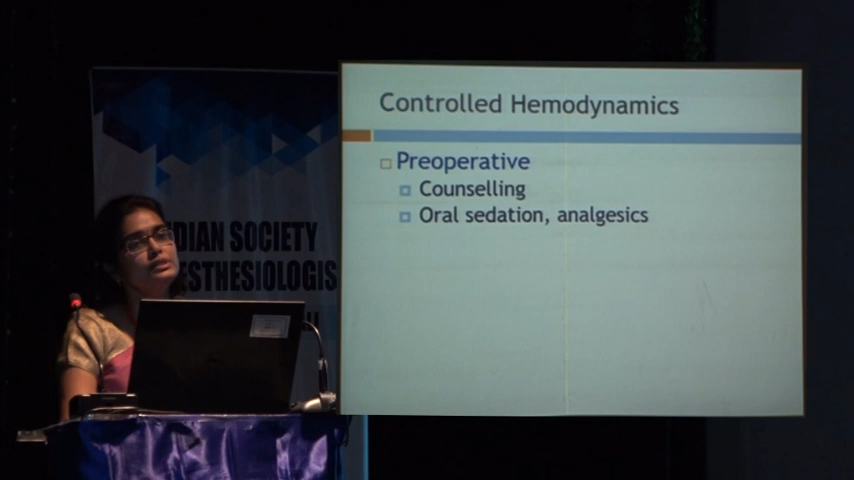 Controlled Hemodynamics
Preoperative
Counselling
Oral sedation, analgesics
DIAN SOCIETY
ESTHESIOLOGIS